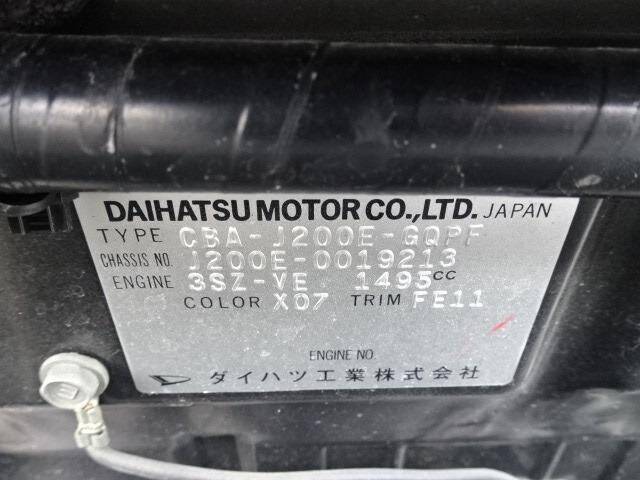 DAIHATSU MOTOR CO.,LTD. JAPAN
TYPE CBA-J200E-GQPF
CHASSIS NO. J200E-0019213
ENGINE 3SZ-VE 1495cc
COLOR X07 TRIM FE11
ENGINE NO.
ダイハツ工業株式会社